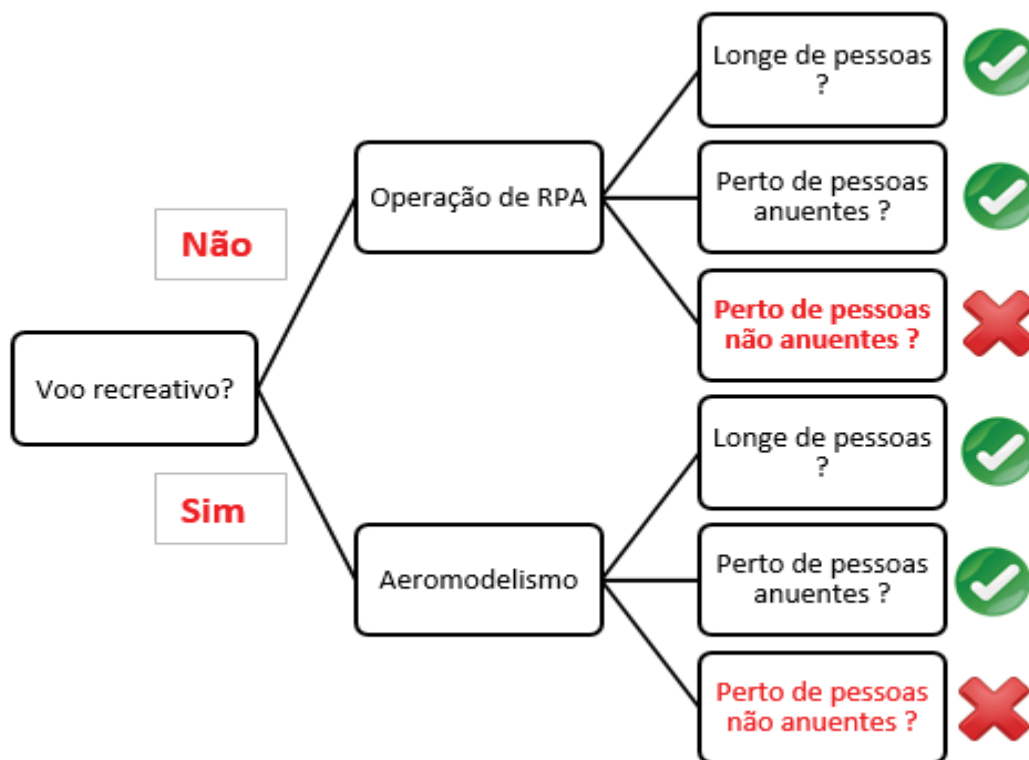 Voo recreativo?
Não
Sim
Operação de RPA
Longe de pessoas
?
Perto de pessoas
anuentes ?
Perto de pessoas
não anuentes ?
Aeromodelismo
Longe de pessoas
?
Perto de pessoas
anuentes ?
Perto de pessoas
não anuentes ?